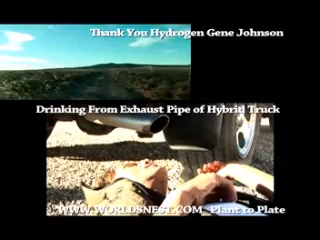 Thank You Hydrogen Gene Johnson
Drinking From Exhaust Pipe of Hybrid Truck
WWW.WORLDSNEST.COM Plant to Plate